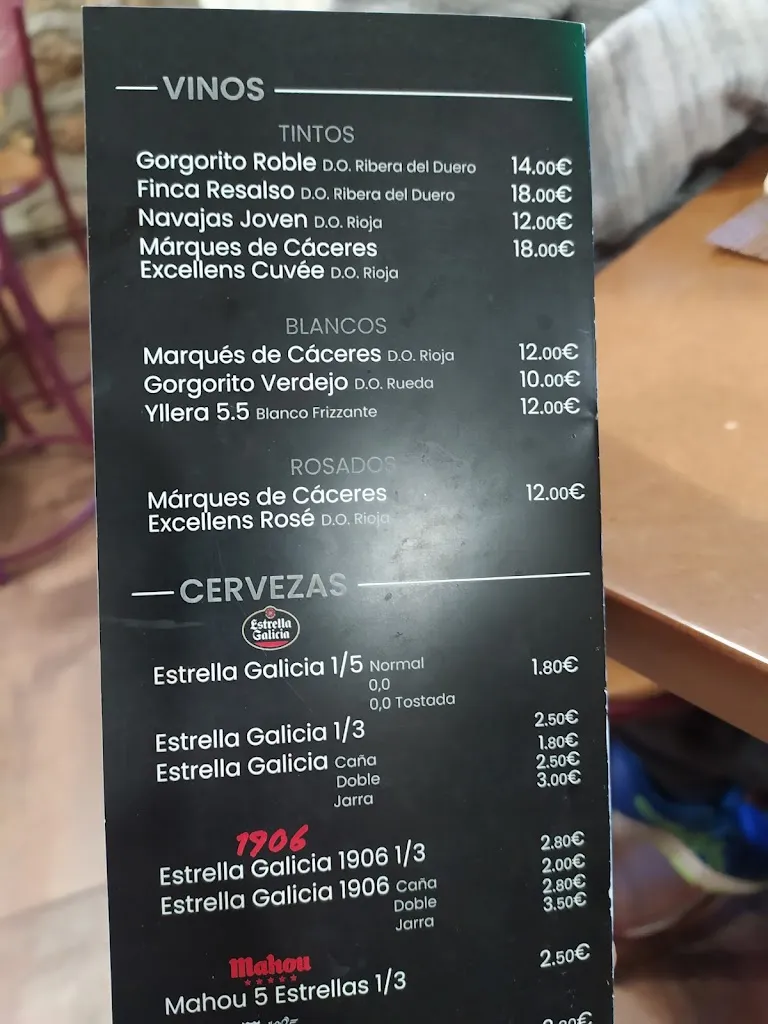 VINOS
TINTOS
Gorgorito Roble D.O. Ribera del Duero 14.00€
Finca Resalso D.O. Ribera del Duero 18.00€
Navajas Joven D.O. Rioja 12.00€
Márques de Cáceres 18.00€
Excellens Cuvée D.O. Rioja
BLANCOS
Marqués de Cáceres D.O. Rioja 12.00€
Gorgorito Verdejo D.O. Rueda 10.00€
Yllera 5.5 Blanco Frizzante 12.00€
ROSADOS
Márques de Cáceres 12.00€
Excellens Rosé D.O. Rioja
CERVEZAS
Estrella
Galicia
Estrella Galicia 1/5 Normal 1.80€
0,0
0,0 Tostada
Estrella Galicia 1/3 2.50€
Estrella Galicia Caña 1.80€
Doble 2.50€
Jarra 3.00€
1906
Estrella Galicia 1906 1/3 2.80€
Estrella Galicia 1906 Caña 2.00€
Doble 2.80€
Jarra 3.50€
Mahou
Mahou 5 Estrellas 1/3 2.50€